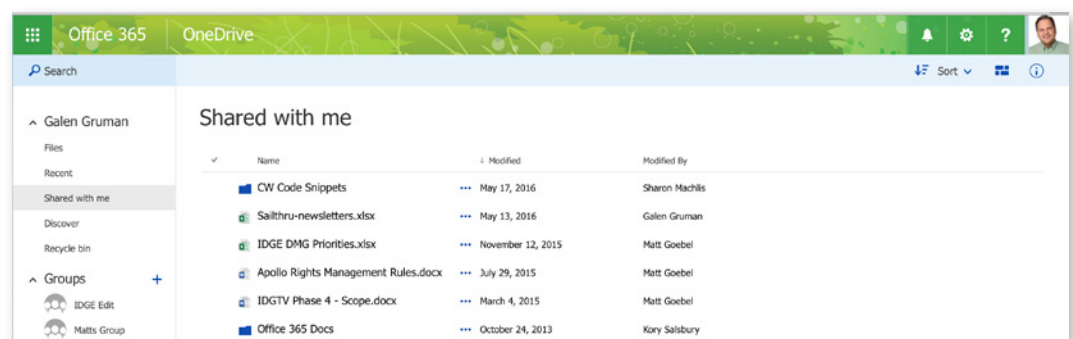 Office 365 OneDrive ?
Search Sort
Galen Gruman
Files
Recent
Shared with me
Discover
Recycle bin
Groups +
IDGE Edit
Matts Group
Shared with me
Name ↓ Modified Modified By
CW Code Snippets ••• May 17, 2016 Sharon Machlis
Sailthru-newsletters.xlsx ••• May 13, 2016 Galen Gruman
IDGE DMG Priorities.xlsx ••• November 12, 2015 Matt Goebel
Apollo Rights Management Rules.docx ••• July 29, 2015 Matt Goebel
IDGTV Phase 4 - Scope.docx ••• March 4, 2015 Matt Goebel
Office 365 Docs ••• October 24, 2013 Kory Salsbury